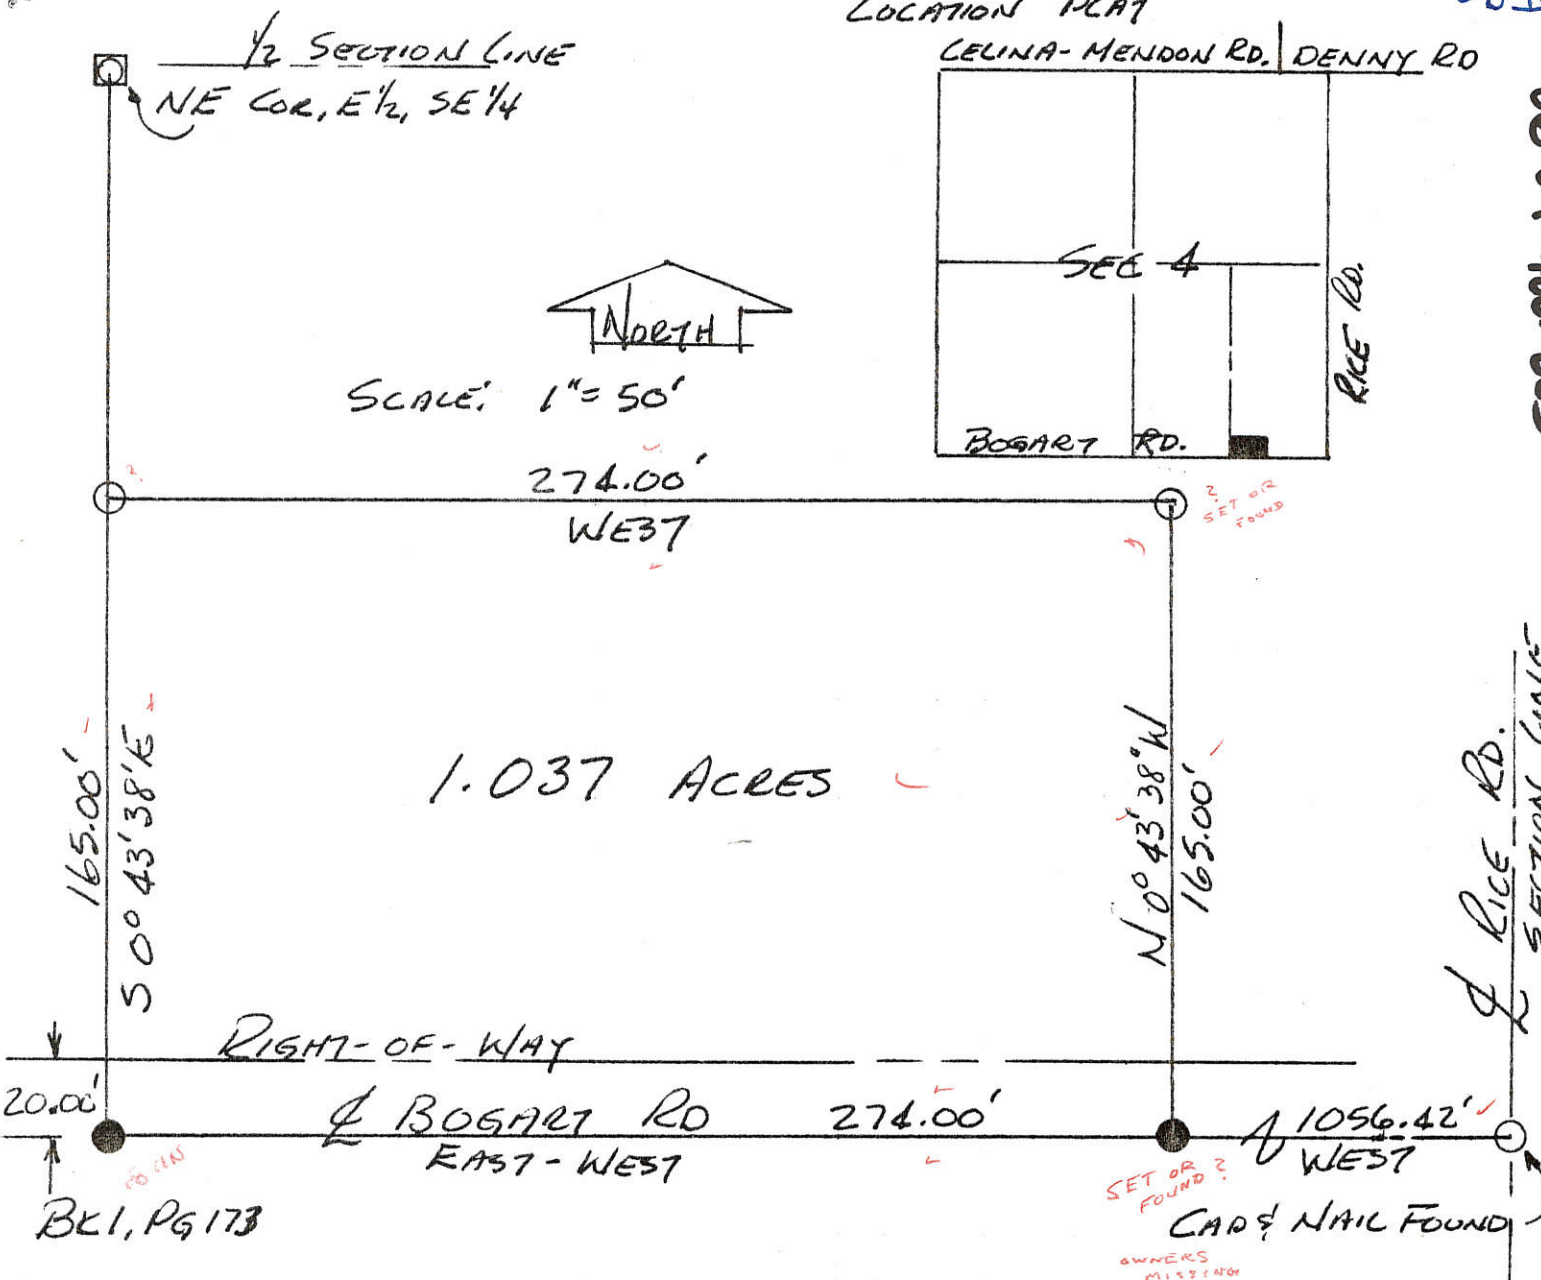 LOCATION PLAT
1/2 SECTION LINE
NE COR, E 1/2, SE 1/4
CELINA-MENDON RD. DENNY RD
SEC 4
RICE RD.
BOGART RD.
NORTH
SCALE: 1"= 50'
274.00'
WEST
?
?
SET OR
FOUND
165.00'
S 0° 43' 38' E
1.037 ACRES
N 0° 43' 38" W
165.00'
℄ RICE RD.
SECTION LINE
RIGHT-OF-WAY
20.00'
℄ BOGART RD 274.00'
EAST-WEST
1056.42'
WEST
SET OR ?
FOUND
BK1, PG 173
CAP & NAIL FOUND
OWNERS
MISSING